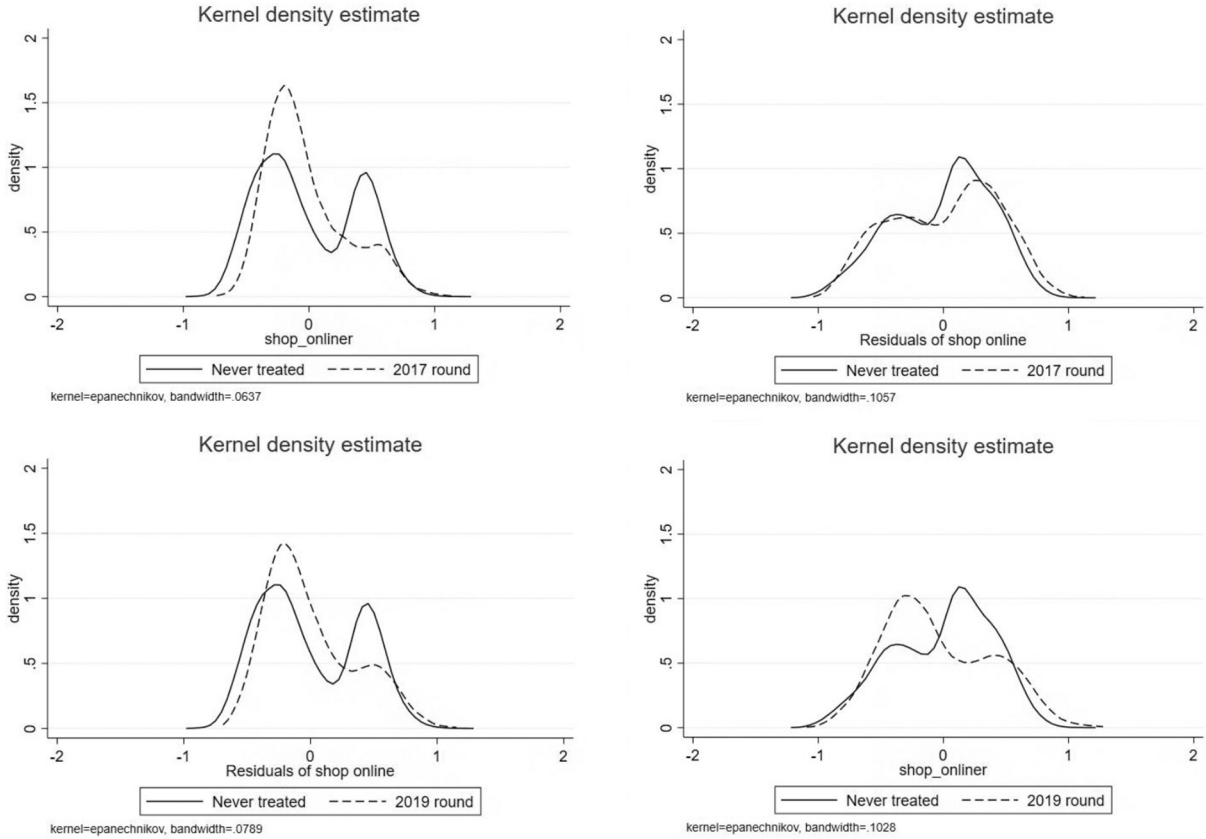 Kernel density estimate
2
1.5
1
.5
0
density
-2 -1 0 1 2
shop_onliner
Never treated 2017 round
kernel=epanechnikov, bandwidth=.0637
Kernel density estimate
2
1.5
1
.5
0
density
-2 -1 0 1 2
Residuals of shop online
Never treated 2017 round
kernel=epanechnikov, bandwidth=.1057
Kernel density estimate
2
1.5
1
.5
0
density
-2 -1 0 1 2
Residuals of shop online
Never treated 2019 round
kernel=epanechnikov, bandwidth=.0789
Kernel density estimate
2
1.5
1
.5
0
density
-2 -1 0 1 2
shop_onliner
Never treated 2019 round
kernel=epanechnikov, bandwidth=.1028